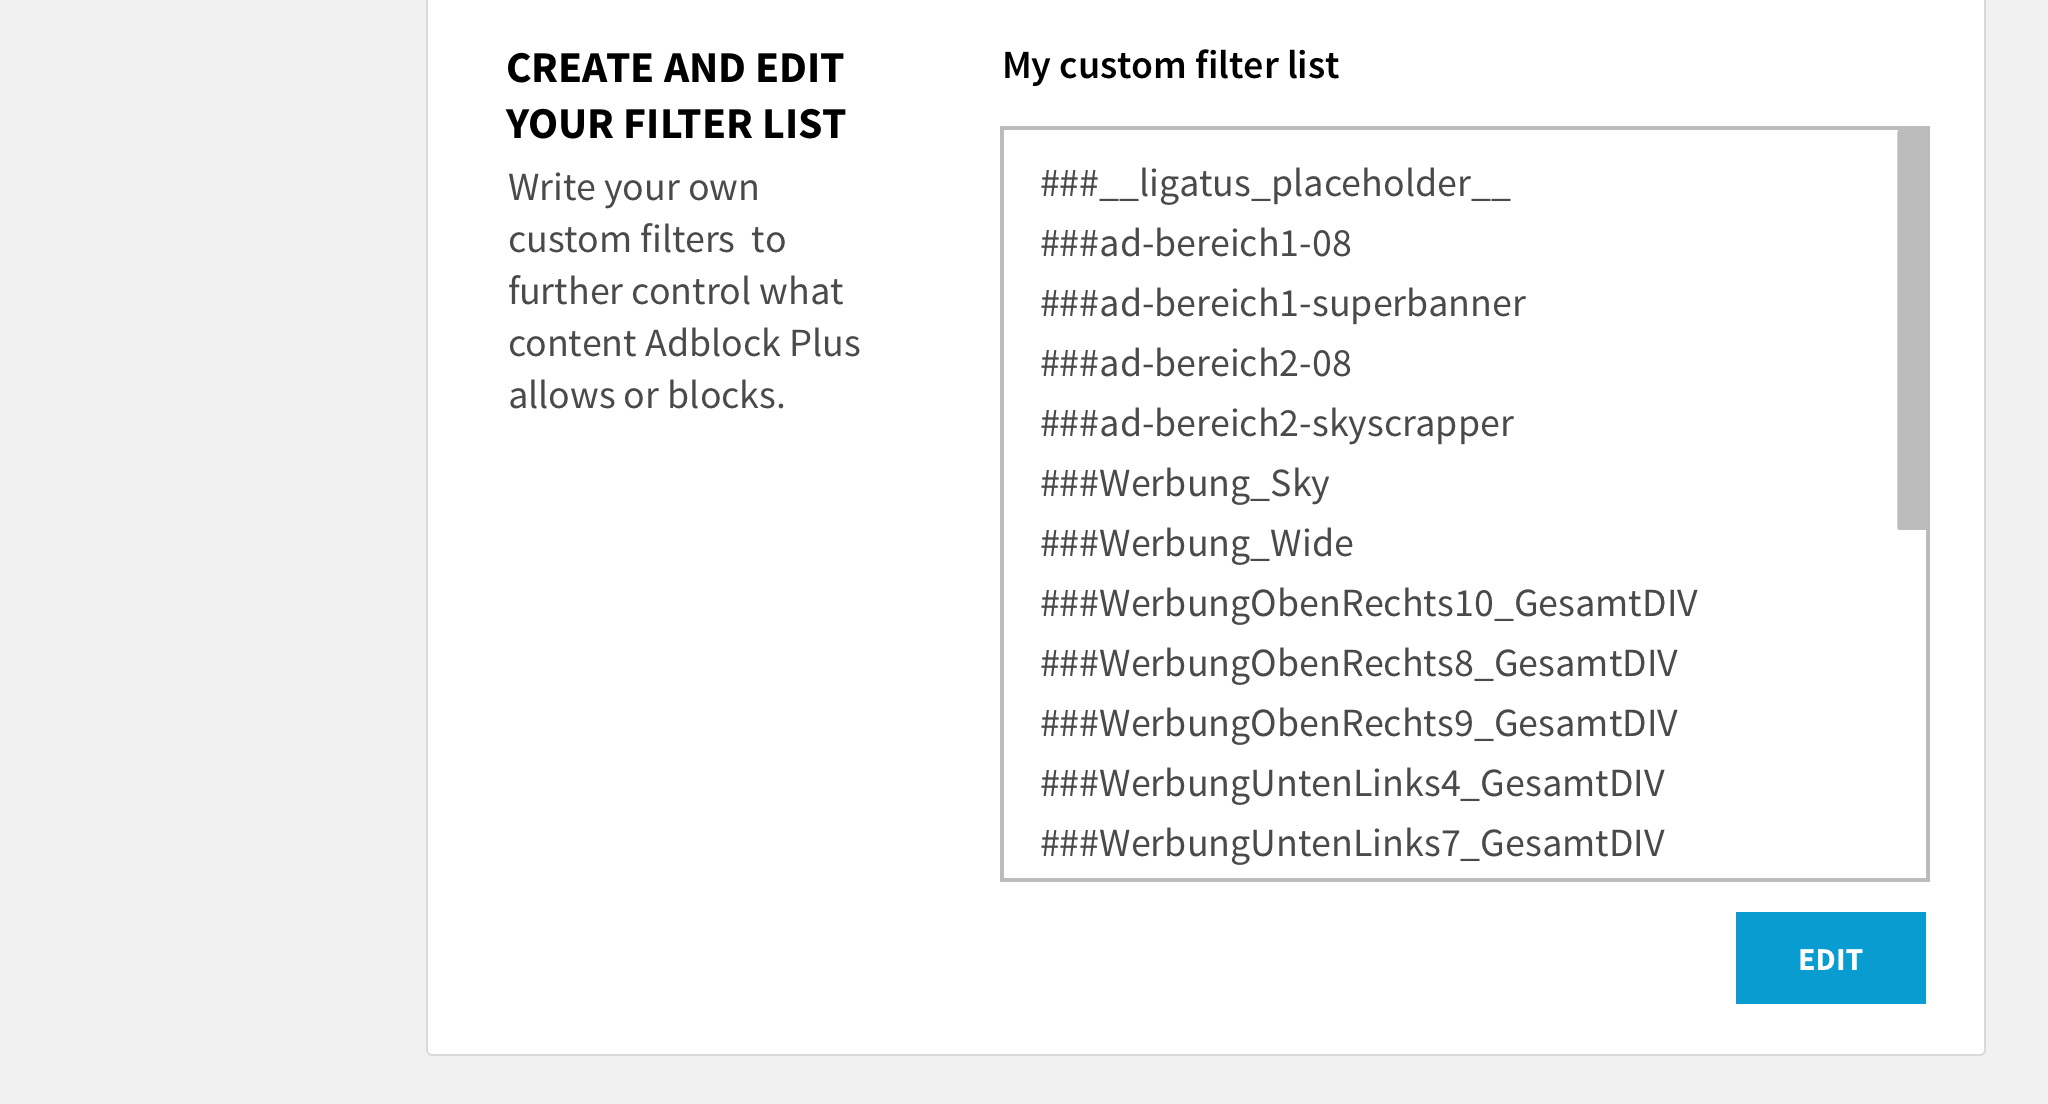 CREATE AND EDIT
YOUR FILTER LIST
Write your own
custom filters  to
further control what
content Adblock Plus
allows or blocks.
My custom filter list
###__ligatus_placeholder__
###ad-bereich1-08
###ad-bereich1-superbanner
###ad-bereich2-08
###ad-bereich2-skyscrapper
###Werbung_Sky
###Werbung_Wide
###WerbungObenRechts10_GesamtDIV
###WerbungObenRechts8_GesamtDIV
###WerbungObenRechts9_GesamtDIV
###WerbungUntenLinks4_GesamtDIV
###WerbungUntenLinks7_GesamtDIV
EDIT